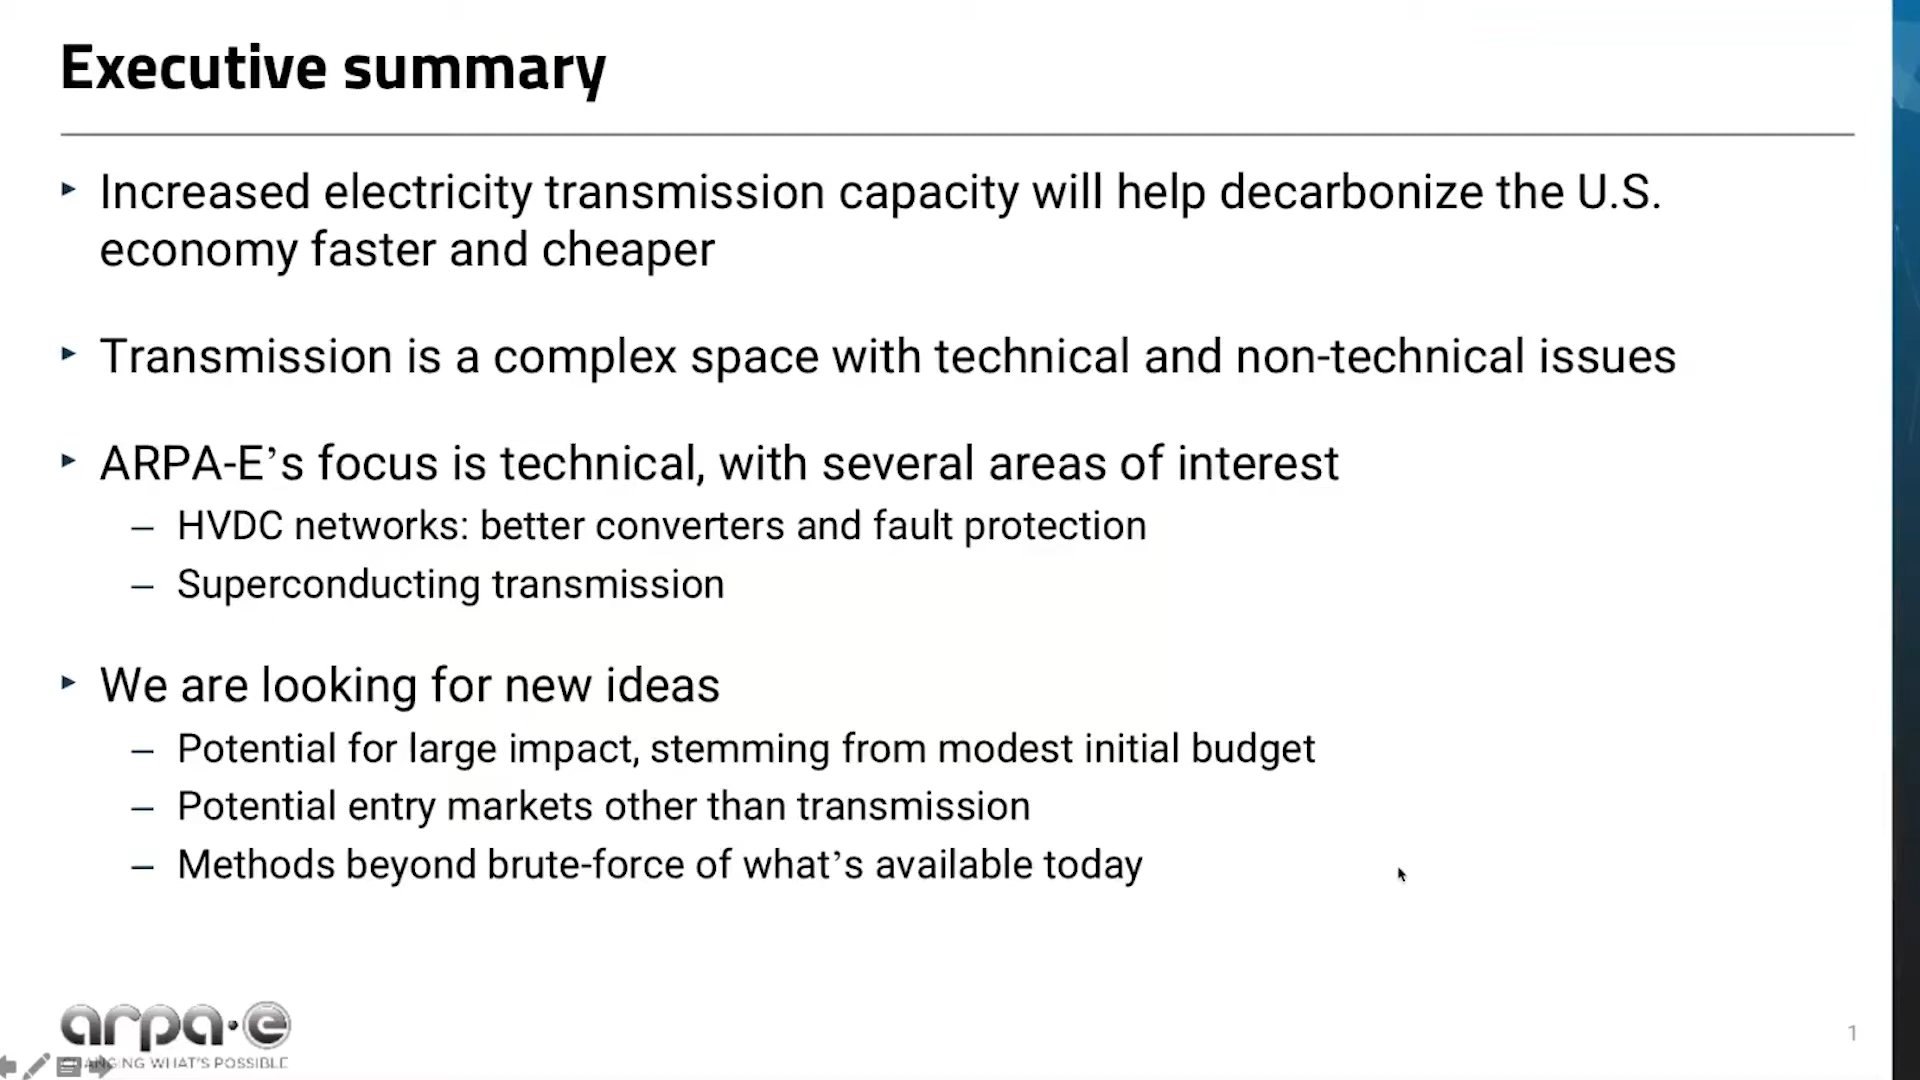 Executive summary
Increased electricity transmission capacity will help decarbonize the U.S.
economy faster and cheaper
Transmission is a complex space with technical and non-technical issues
ARPA-E’s focus is technical, with several areas of interest
– HVDC networks: better converters and fault protection
– Superconducting transmission
We are looking for new ideas
– Potential for large impact, stemming from modest initial budget
– Potential entry markets other than transmission
– Methods beyond brute-force of what’s available today
arpa·e
WHAT’S POSSIBLE
1